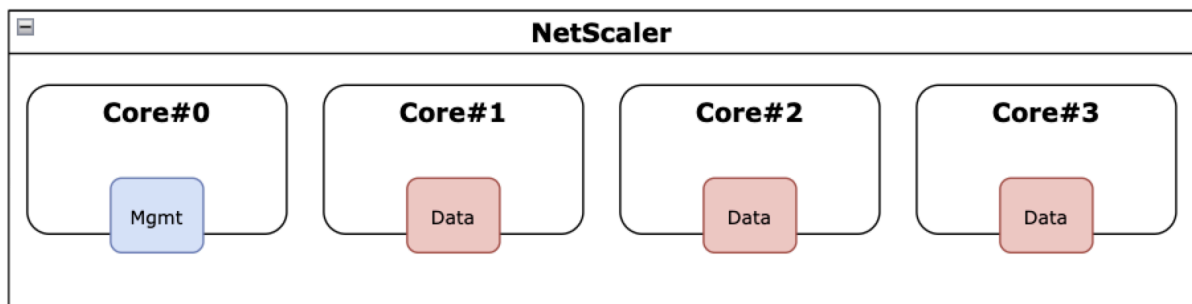 NetScaler
Core#0
Core#1
Core#2
Core#3
Mgmt
Data
Data
Data